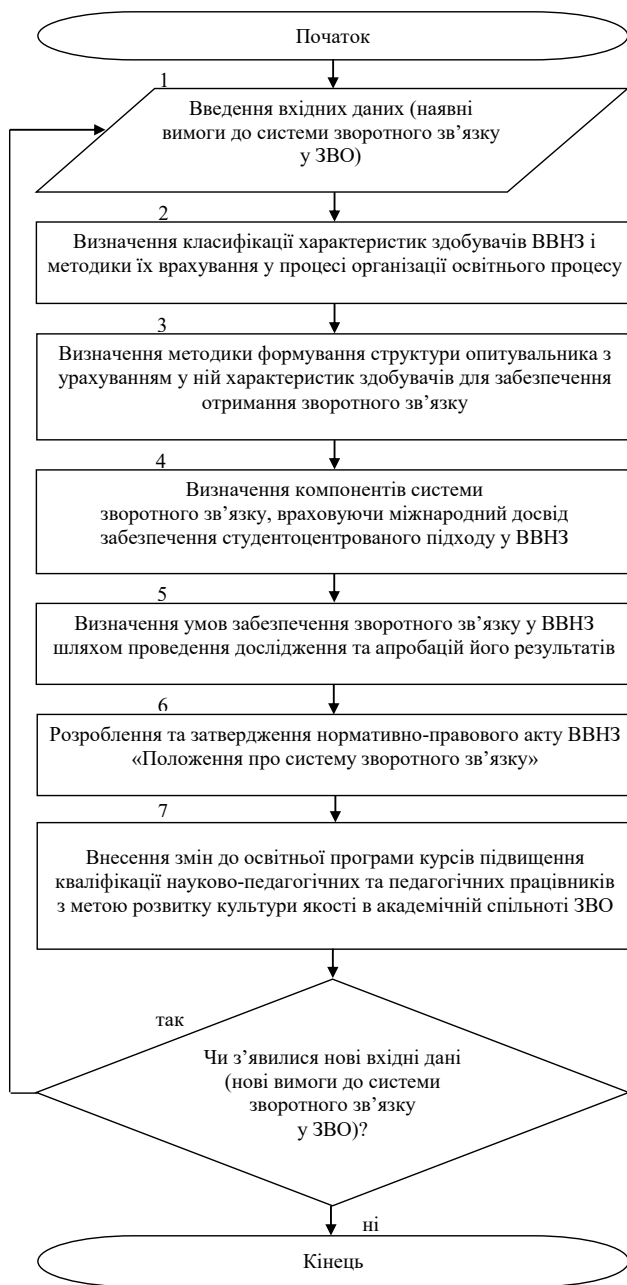 Початок
1
Введення вхідних даних (наявні
вимоги до системи зворотного зв’язку
у ЗВО)
2
Визначення класифікації характеристик здобувачів ВВНЗ і
методики їх врахування у процесі організації освітнього процесу
3
Визначення методики формування структури опитувальника з
урахуванням у ній характеристик здобувачів для забезпечення
отримання зворотного зв’язку
4
Визначення компонентів системи
зворотного зв’язку, враховуючи міжнародний досвід
забезпечення студентоцентрованого підходу у ВВНЗ
5
Визначення умов забезпечення зворотного зв’язку у ВВНЗ
шляхом проведення дослідження та апробацій його результатів
6
Розроблення та затвердження нормативно-правового акту ВВНЗ
«Положення про систему зворотного зв’язку»
7
Внесення змін до освітньої програми курсів підвищення
кваліфікації науково-педагогічних та педагогічних працівників
з метою розвитку культури якості в академічній спільноті ЗВО
так
Чи з’явилися нові вхідні дані
(нові вимоги до системи
зворотного зв’язку
у ЗВО)?
ні
Кінець